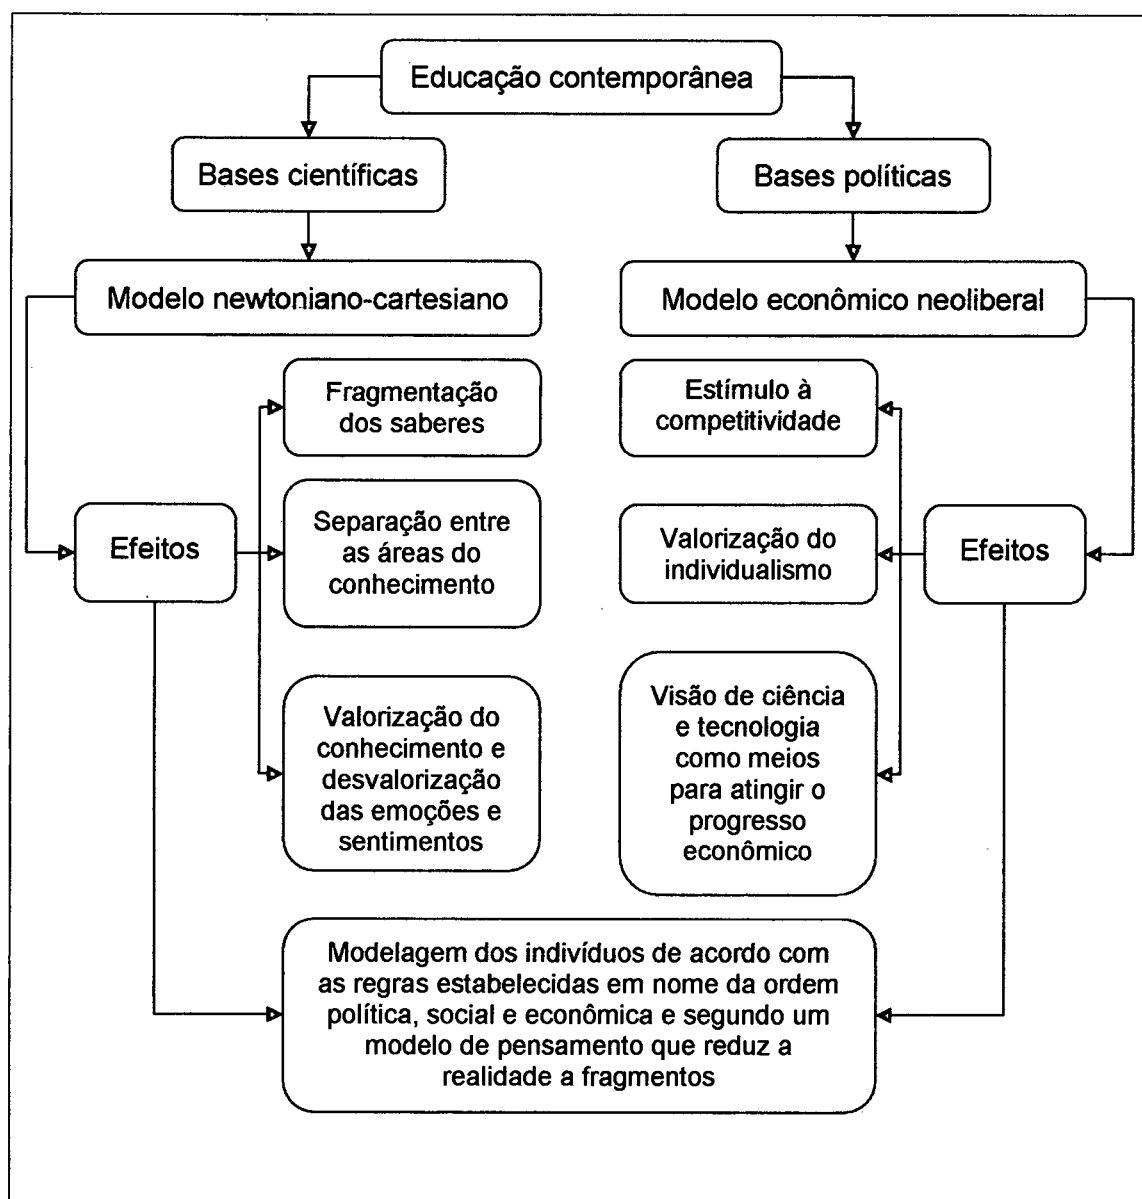 Educação contemporânea
Bases científicas
Bases políticas
Modelo newtoniano-cartesiano
Modelo econômico neoliberal
Fragmentação
dos saberes
Estímulo à
competitividade
Efeitos
Separação entre
as áreas do
conhecimento
Valorização do
individualismo
Efeitos
Valorização do
conhecimento e
desvalorização
das emoções e
sentimentos
Visão de ciência
e tecnologia
como meios
para atingir o
progresso
econômico
Modelagem dos indivíduos de acordo com
as regras estabelecidas em nome da ordem
política, social e econômica e segundo um
modelo de pensamento que reduz a
realidade a fragmentos